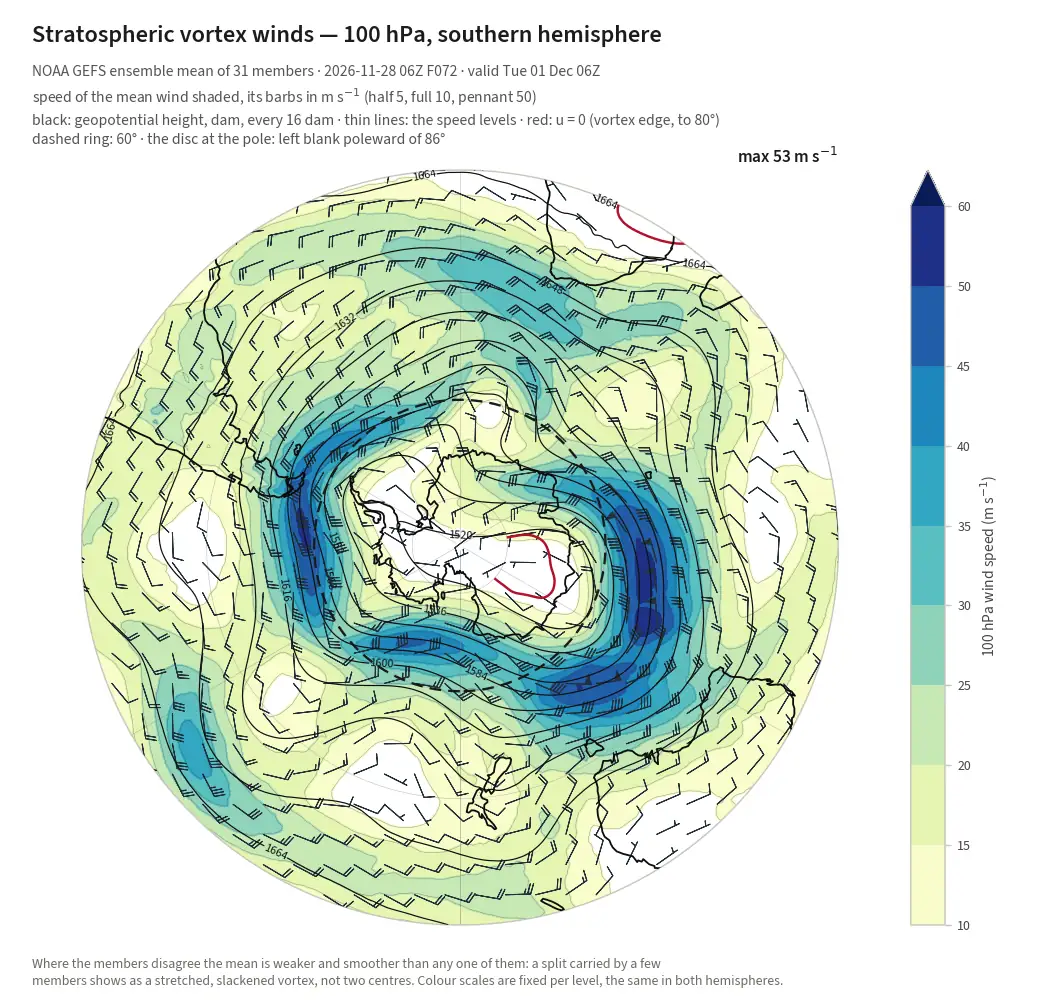 Stratospheric vortex winds — 100 hPa, southern hemisphere
NOAA GEFS ensemble mean of 31 members · 2026-11-28 06Z F072 · valid Tue 01 Dec 06Z
speed of the mean wind shaded, its barbs in m s⁻¹ (half 5, full 10, pennant 50)
black: geopotential height, dam, every 16 dam · thin lines: the speed levels · red: u = 0 (vortex edge, to 80°)
dashed ring: 60° · the disc at the pole: left blank poleward of 86°
max 53 m s⁻¹
1664
1664
1664
1648
1632
1664
1520
1616
1536
1600
1584
1664
60
50
45
40
35
30
25
20
15
10
100 hPa wind speed (m s⁻¹)
Where the members disagree the mean is weaker and smoother than any one of them: a split carried by a few
members shows as a stretched, slackened vortex, not two centres. Colour scales are fixed per level, the same in both hemispheres.